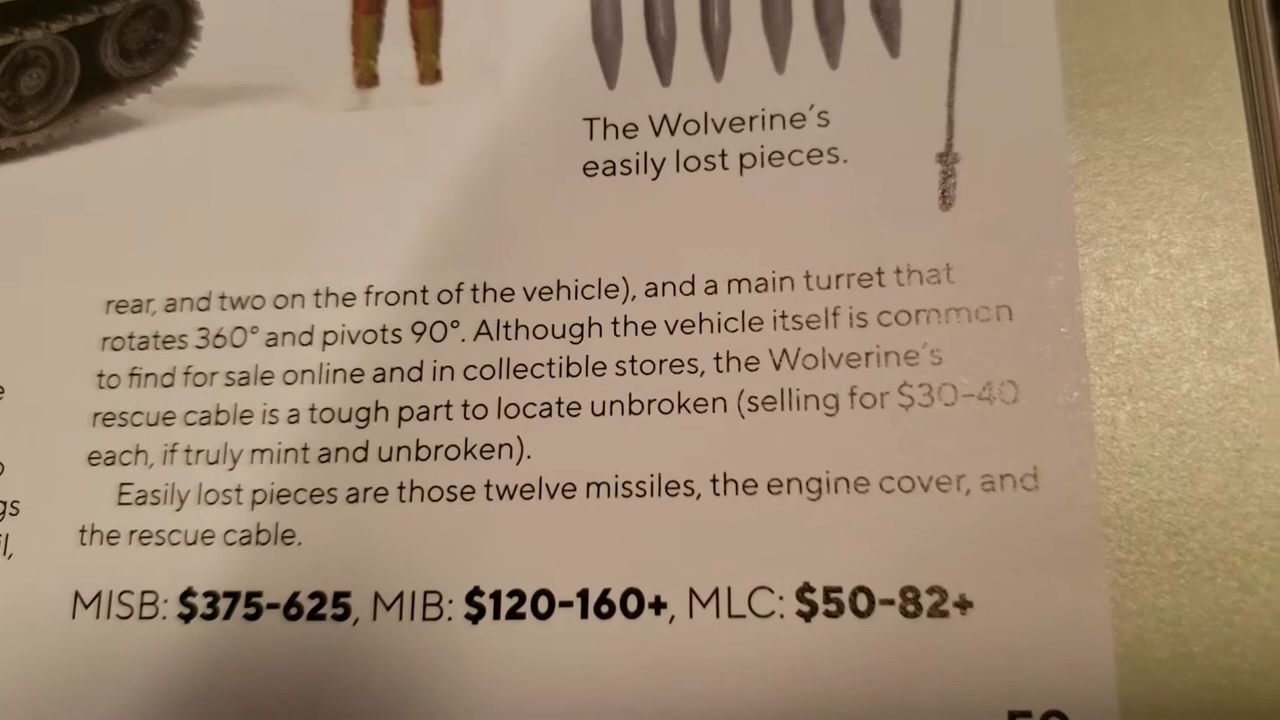 The Wolverine's
easily lost pieces.
rear, and two on the front of the vehicle), and a main turret that
rotates 360° and pivots 90°. Although the vehicle itself is common
to find for sale online and in collectible stores, the Wolverine's
rescue cable is a tough part to locate unbroken (selling for $30-40
each, if truly mint and unbroken).
Easily lost pieces are those twelve missiles, the engine cover, and
the rescue cable.
MISB: $375-625, MIB: $120-160+, MLC: $50-82+